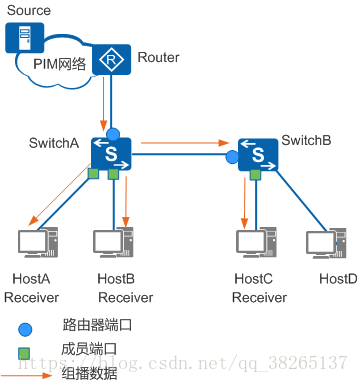 Source
PIM网络
R
Router
SwitchA
S
SwitchB
S
HostA
Receiver
HostB
Receiver
HostC
Receiver
HostD
路由器端口
成员端口
组播数据
https://blog.csdn.net/qq_38265137